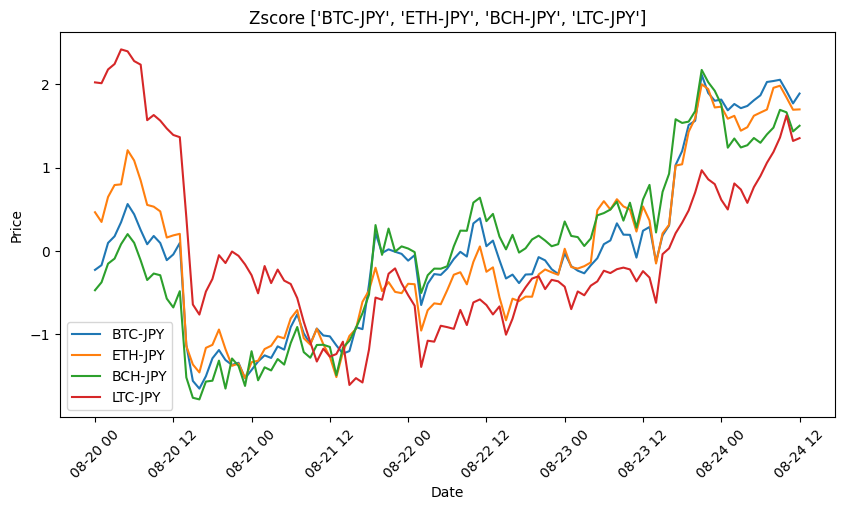 Zscore ['BTC-JPY', 'ETH-JPY', 'BCH-JPY', 'LTC-JPY']
Price
2
1
0
−1
BTC-JPY
ETH-JPY
BCH-JPY
LTC-JPY
08-20 00
08-20 12
08-21 00
08-21 12
08-22 00
08-22 12
08-23 00
08-23 12
08-24 00
08-24 12
Date